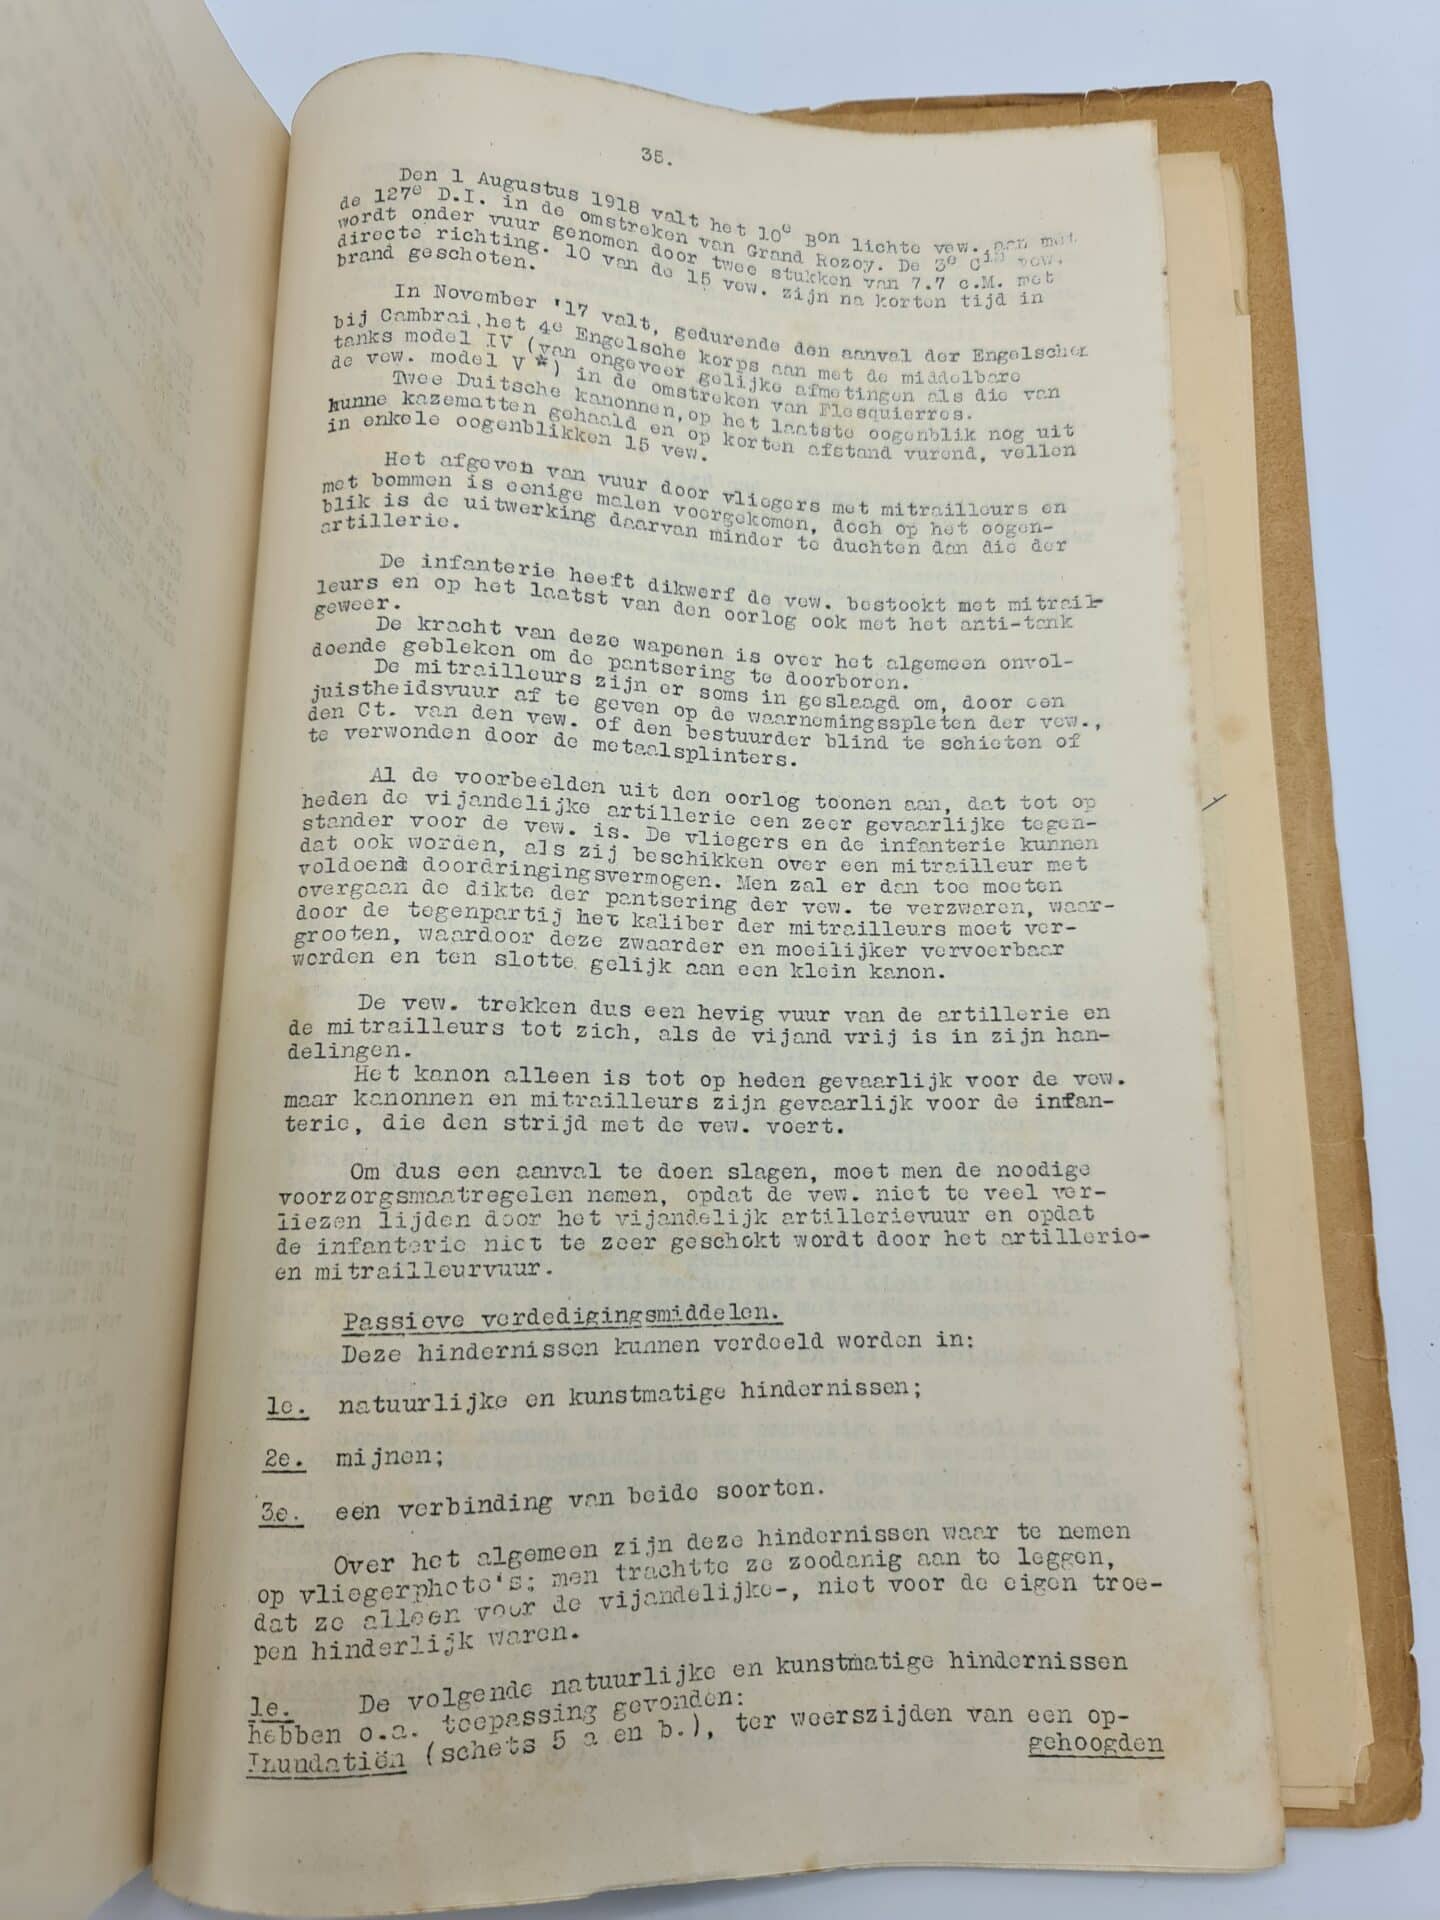 35.
Den 1 Augustus 1918 valt het 10e Bon lichte vew. aan met
de 127e D.I. in de omstreken van Grand Rozoy. De 3e Cie vew.
wordt onder vuur genomen door twee stukken van 7.7 c.M. met
directe richting. 10 van de 15 vew. zijn na korten tijd in
brand geschoten.
In November '17 valt, gedurende den aanval der Engelschen
bij Cambrai, het 4e Engelsche korps aan met de middelbare
tanks model IV (van ongeveer gelijke afmetingen als die van
de vew. model V*) in de omstreken van Flesquierres.
Twee Duitsche kanonnen, op het laatste oogenblik nog uit
hunne kazematten gehaald en op korten afstand vurend, vellen
in enkele oogenblikken 15 vew.
Het afgeven van vuur door vliegers met mitrailleurs en
met bommen is eenige malen voorgekomen, doch op het oogen-
blik is de uitwerking daarvan minder te duchten dan die der
artillerie.
De infanterie heeft dikwerf de vew. bestookt met mitrail-
leurs en op het laatst van den oorlog ook met het anti-tank
geweer.
De kracht van deze wapenen is over het algemeen onvol-
doende gebleken om de pantsering te doorboren.
De mitrailleurs zijn er soms in geslaagd om, door een
juistheidsvuur af te geven op de waarnemingsspleten der vew.,
den Ct. van den vew. of den bestuurder blind te schieten of
te verwonden door de metaalsplinters.
Al de voorbeelden uit den oorlog toonen aan, dat tot op
heden de vijandelijke artillerie een zeer gevaarlijke tegen-
stander voor de vew. is. De vliegers en de infanterie kunnen
dat ook worden, als zij beschikken over een mitrailleur met
voldoend doordringingsvermogen. Men zal er dan toe moeten
overgaan de dikte der pantsering der vew. te verzwaren, waar-
door de tegenpartij het kaliber der mitrailleurs moet ver-
grooten, waardoor deze zwaarder en moeilijker vervoerbaar
worden en ten slotte gelijk aan een klein kanon.
De vew. trekken dus een hevig vuur van de artillerie en
de mitrailleurs tot zich, als de vijand vrij is in zijn han-
delingen.
Het kanon alleen is tot op heden gevaarlijk voor de vew.
maar kanonnen en mitrailleurs zijn gevaarlijk voor de infan-
terie, die den strijd met de vew. voert.
Om dus een aanval te doen slagen, moet men de noodige
voorzorgsmaatregelen nemen, opdat de vew. niet te veel ver-
liezen lijden door het vijandelijk artillerievuur en opdat
de infanterie niet te zeer geschokt wordt door het artillerie-
en mitrailleurvuur.
Passieve verdedigingsmiddelen.
Deze hindernissen kunnen verdeeld worden in:
1e. natuurlijke en kunstmatige hindernissen;
2e. mijnen;
3e. een verbinding van beide soorten.
Over het algemeen zijn deze hindernissen waar te nemen
op vliegerphoto's; men trachtte ze zoodanig aan te leggen,
dat ze alleen voor de vijandelijke-, niet voor de eigen troe-
pen hinderlijk waren.
1e. De volgende natuurlijke en kunstmatige hindernissen
hebben o.a. toepassing gevonden:
Inundatiën (schets 5 a en b.), ter weerszijden van een op-
gehoogden